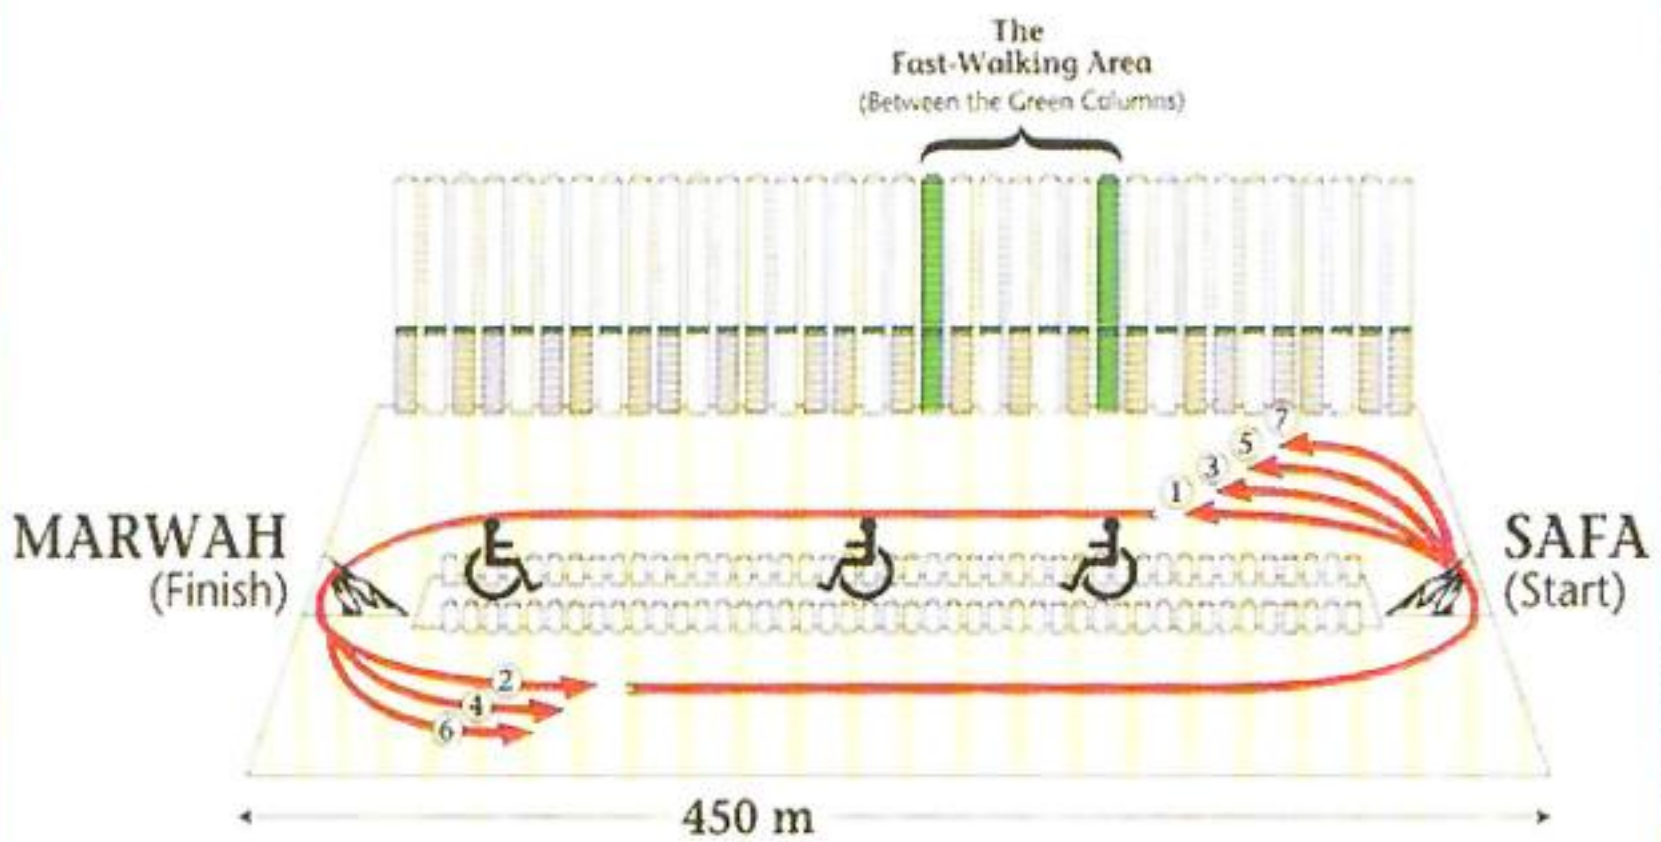 The
Fast-Walking Area
(Between the Green Columns)
7
5
3
1
MARWAH
(Finish)
SAFA
(Start)
2
4
6
450 m